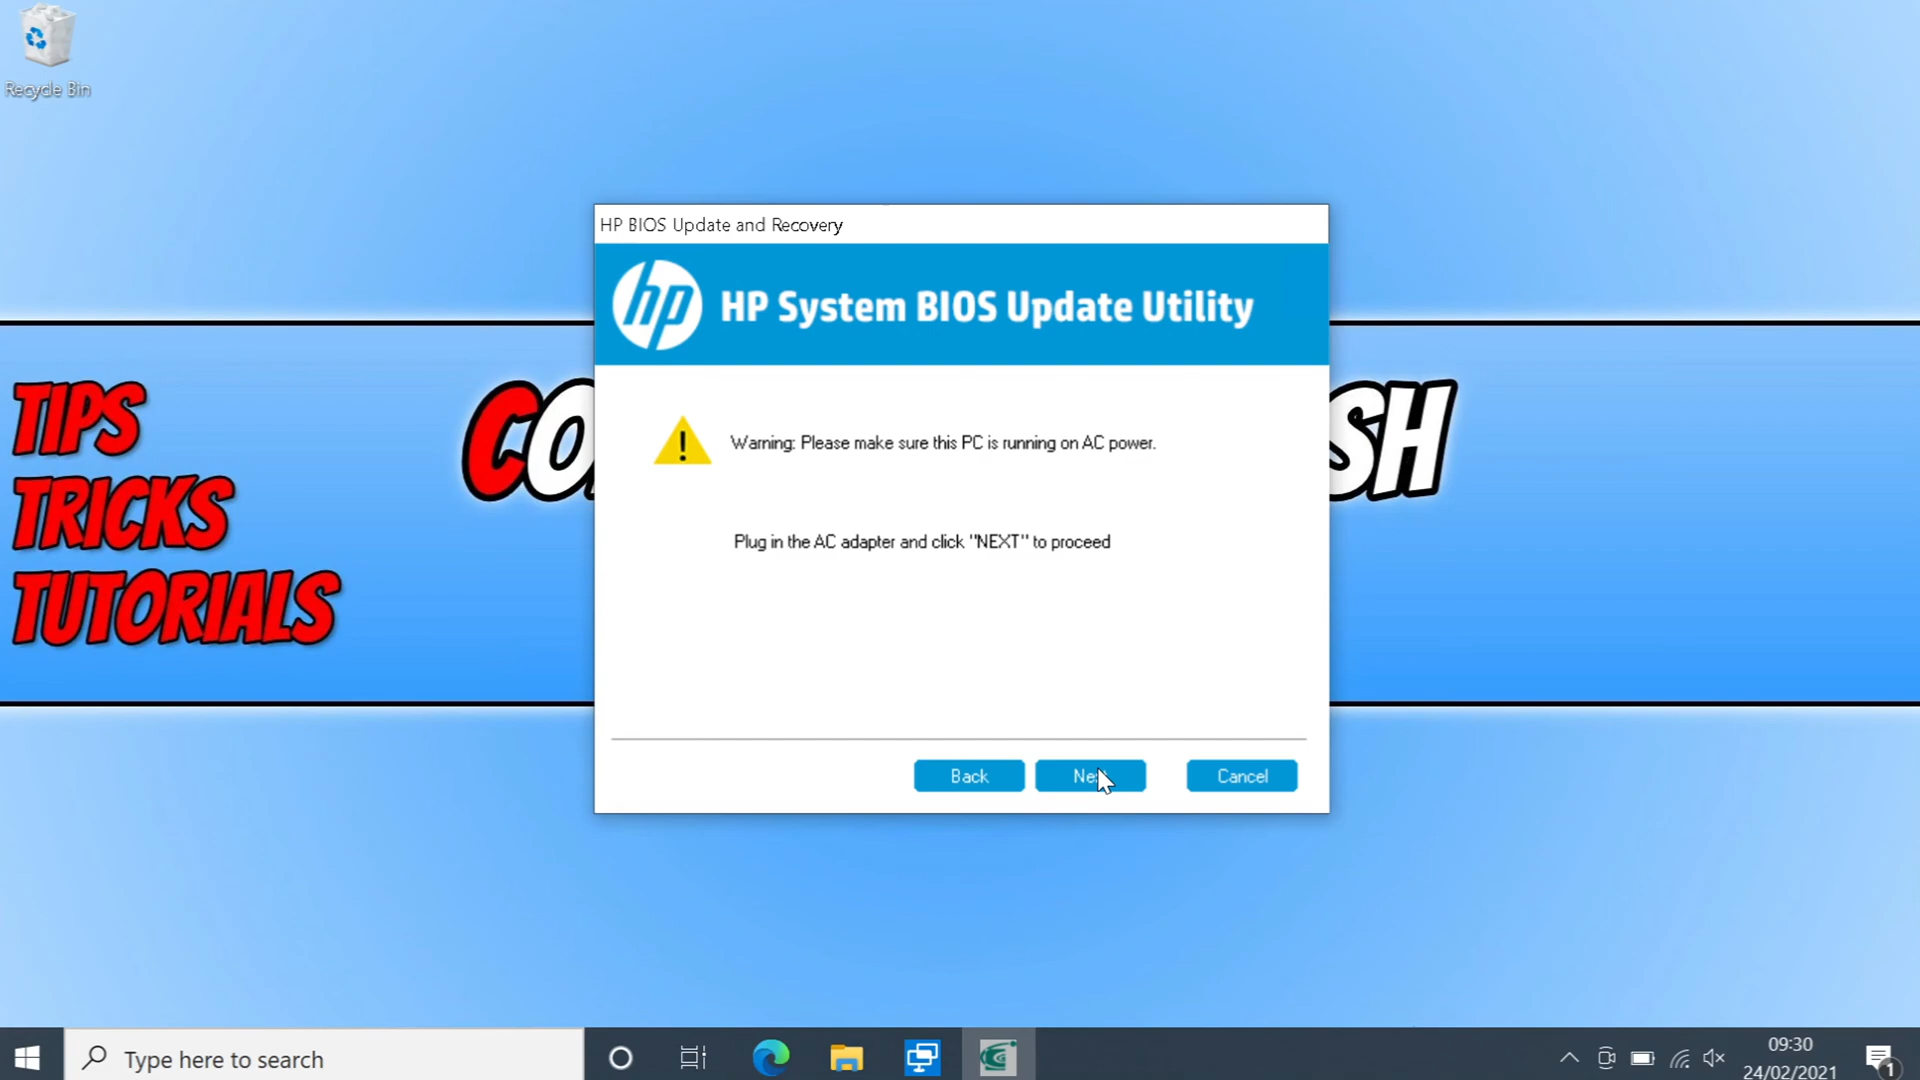 Recycle Bin
HP BIOS Update and Recovery
hp HP System BIOS Update Utility
Warning: Please make sure this PC is running on AC power.
Plug in the AC adapter and click "NEXT" to proceed
Back
Cancel
TIPS
TRICKS
TUTORIALS
Type here to search
09:30
24/02/2021
1